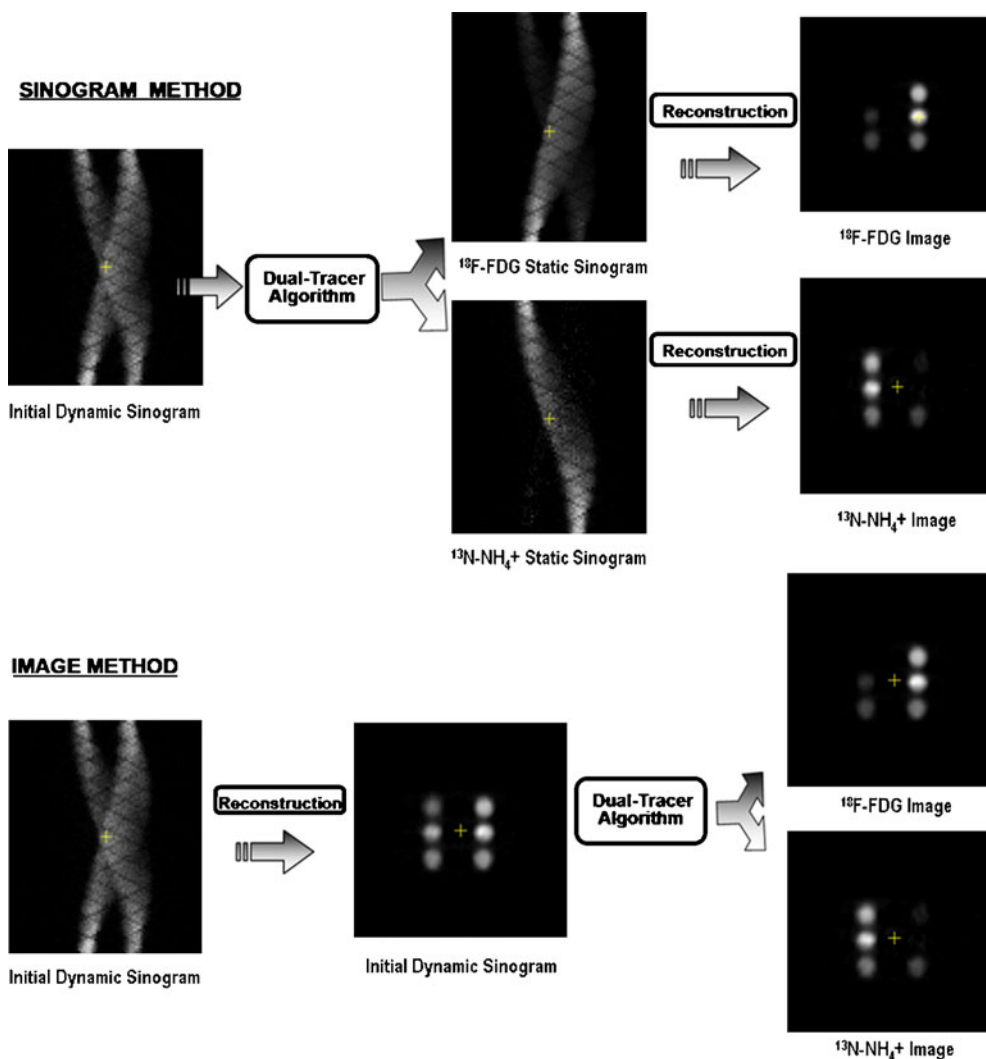 SINOGRAM METHOD
Initial Dynamic Sinogram
Dual-Tracer
Algorithm
¹⁸F-FDG Static Sinogram
¹³N-NH₄+ Static Sinogram
Reconstruction
¹⁸F-FDG Image
Reconstruction
¹³N-NH₄+ Image
IMAGE METHOD
Initial Dynamic Sinogram
Reconstruction
Initial Dynamic Sinogram
Dual-Tracer
Algorithm
¹⁸F-FDG Image
¹³N-NH₄+ Image